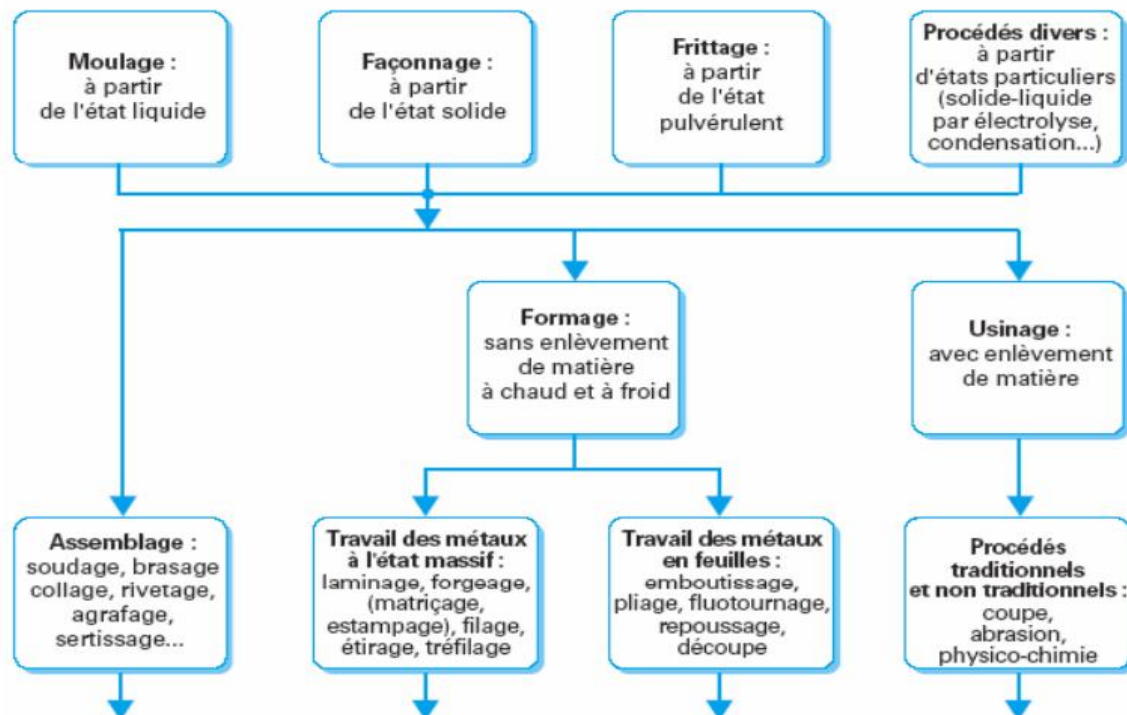 Moulage :
à partir
de l'état liquide
Façonnage :
à partir
de l'état solide
Frittage :
à partir
de l'état
pulvérulent
Procédés divers :
à partir
d'états particuliers
(solide-liquide
par électrolyse,
condensation...)
Formage :
sans enlèvement
de matière
à chaud et à froid
Usinage :
avec enlèvement
de matière
Assemblage :
soudage, brasage
collage, rivetage,
agrafage,
sertissage...
Travail des métaux
à l'état massif :
laminage, forgeage,
(matriçage,
estampage), filage,
étirage, tréfilage
Travail des métaux
en feuilles :
emboutissage,
pliage, fluotournage,
repoussage,
découpe
Procédés
traditionnels
et non traditionnels :
coupe,
abrasion,
physico-chimie